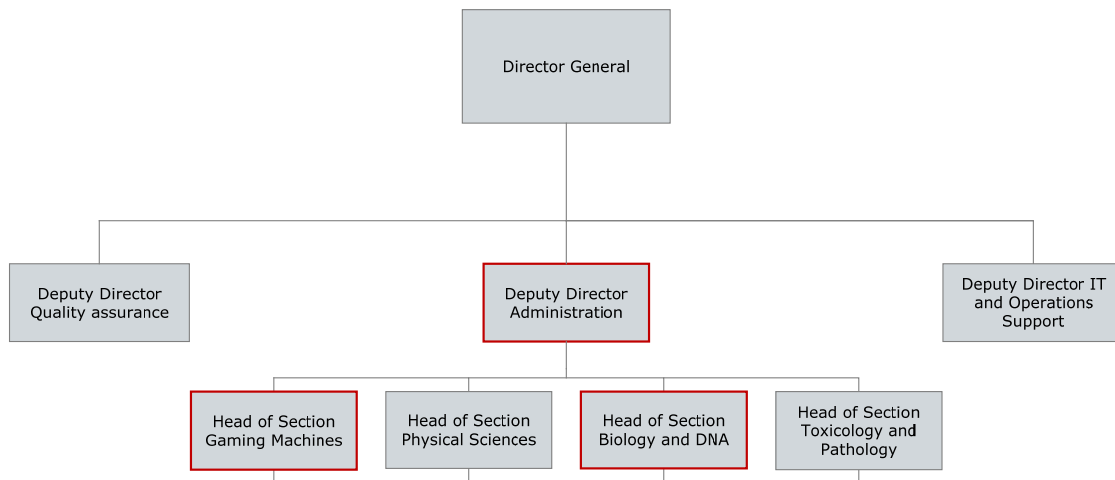 Director General
Deputy Director
Quality assurance
Deputy Director
Administration
Deputy Director IT
and Operations
Support
Head of Section
Gaming Machines
Head of Section
Physical Sciences
Head of Section
Biology and DNA
Head of Section
Toxicology and
Pathology